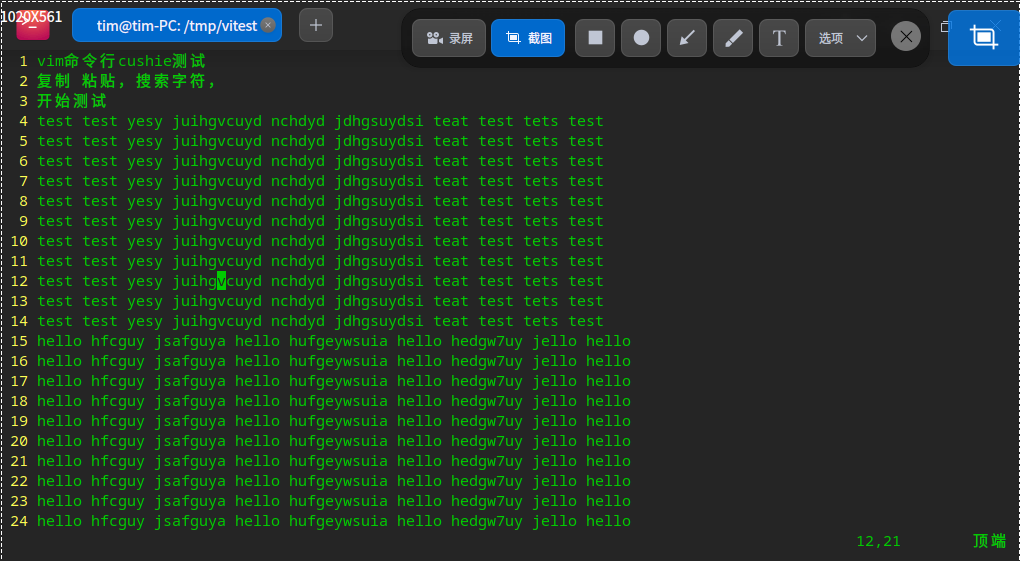 1020X561
tim@tim-PC: /tmp/vitest
录屏
截图
T
选项
1 vim命令行cushie测试
2 复制 粘贴，搜索字符，
3 开始测试
4 test test yesy juihgvcuyd nchdyd jdhgsuydsi teat test tets test
5 test test yesy juihgvcuyd nchdyd jdhgsuydsi teat test tets test
6 test test yesy juihgvcuyd nchdyd jdhgsuydsi teat test tets test
7 test test yesy juihgvcuyd nchdyd jdhgsuydsi teat test tets test
8 test test yesy juihgvcuyd nchdyd jdhgsuydsi teat test tets test
9 test test yesy juihgvcuyd nchdyd jdhgsuydsi teat test tets test
10 test test yesy juihgvcuyd nchdyd jdhgsuydsi teat test tets test
11 test test yesy juihgvcuyd nchdyd jdhgsuydsi teat test tets test
12 test test yesy juihgvcuyd nchdyd jdhgsuydsi teat test tets test
13 test test yesy juihgvcuyd nchdyd jdhgsuydsi teat test tets test
14 test test yesy juihgvcuyd nchdyd jdhgsuydsi teat test tets test
15 hello hfcguy jsafguya hello hufgeywsuia hello hedgw7uy jello hello
16 hello hfcguy jsafguya hello hufgeywsuia hello hedgw7uy jello hello
17 hello hfcguy jsafguya hello hufgeywsuia hello hedgw7uy jello hello
18 hello hfcguy jsafguya hello hufgeywsuia hello hedgw7uy jello hello
19 hello hfcguy jsafguya hello hufgeywsuia hello hedgw7uy jello hello
20 hello hfcguy jsafguya hello hufgeywsuia hello hedgw7uy jello hello
21 hello hfcguy jsafguya hello hufgeywsuia hello hedgw7uy jello hello
22 hello hfcguy jsafguya hello hufgeywsuia hello hedgw7uy jello hello
23 hello hfcguy jsafguya hello hufgeywsuia hello hedgw7uy jello hello
24 hello hfcguy jsafguya hello hufgeywsuia hello hedgw7uy jello hello
12,21 顶端